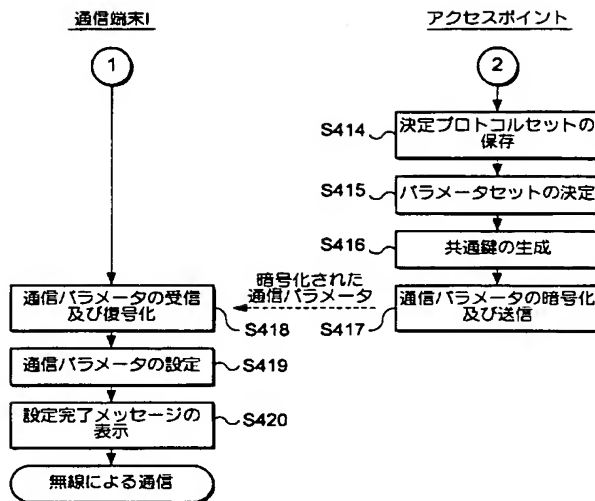 通信端末1
アクセスポイント
1
2
S414
決定プロトコルセットの
保存
S415
パラメータセットの決定
S416
共通鍵の生成
暗号化された
通信パラメータ
通信パラメータの受信
及び復号化
S418
S417
通信パラメータの暗号化
及び送信
通信パラメータの設定
S419
設定完了メッセージの
表示
S420
無線による通信